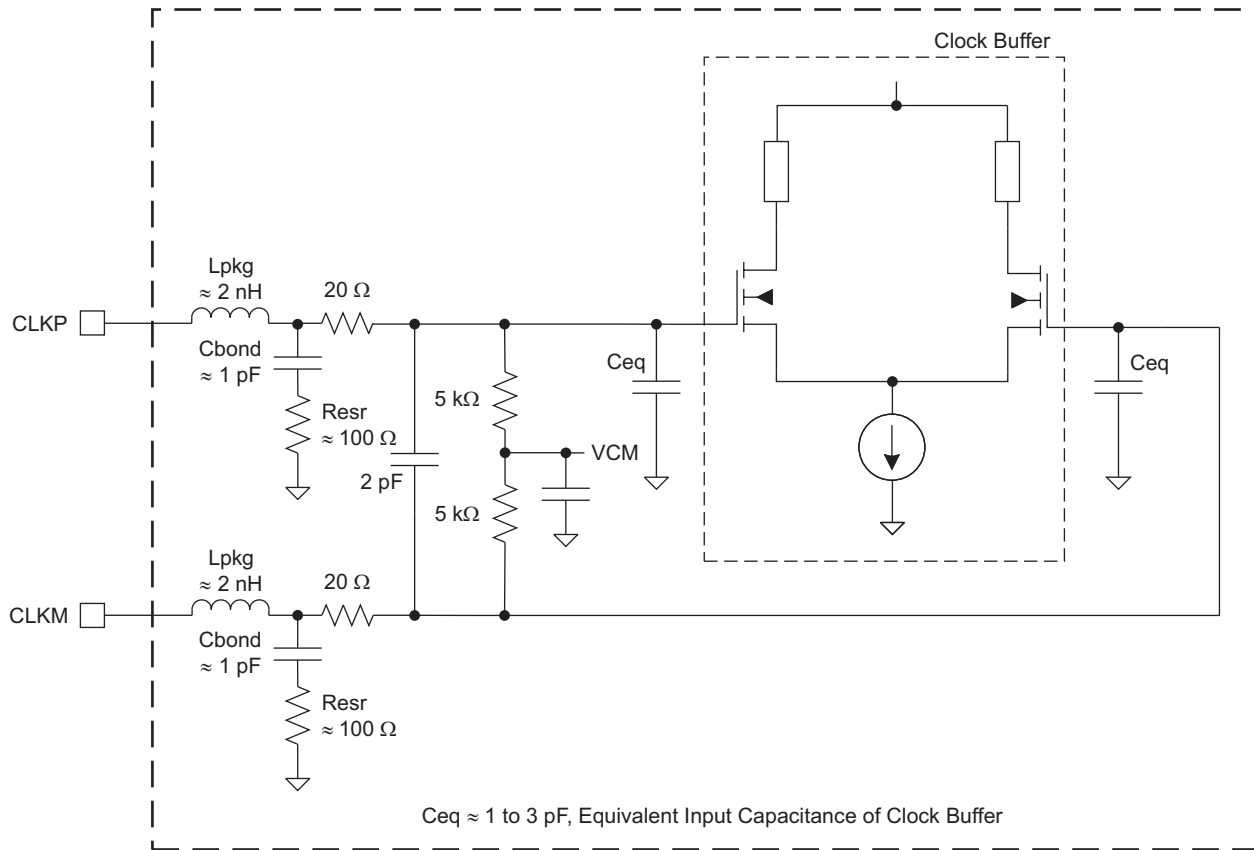 Clock Buffer
Lpkg
≈ 2 nH
20 Ω
CLKP
Cbond
≈ 1 pF
Resr
≈ 100 Ω
2 pF
5 kΩ
VCM
5 kΩ
Ceq
Ceq
Lpkg
≈ 2 nH
20 Ω
CLKM
Cbond
≈ 1 pF
Resr
≈ 100 Ω
Ceq ≈ 1 to 3 pF, Equivalent Input Capacitance of Clock Buffer